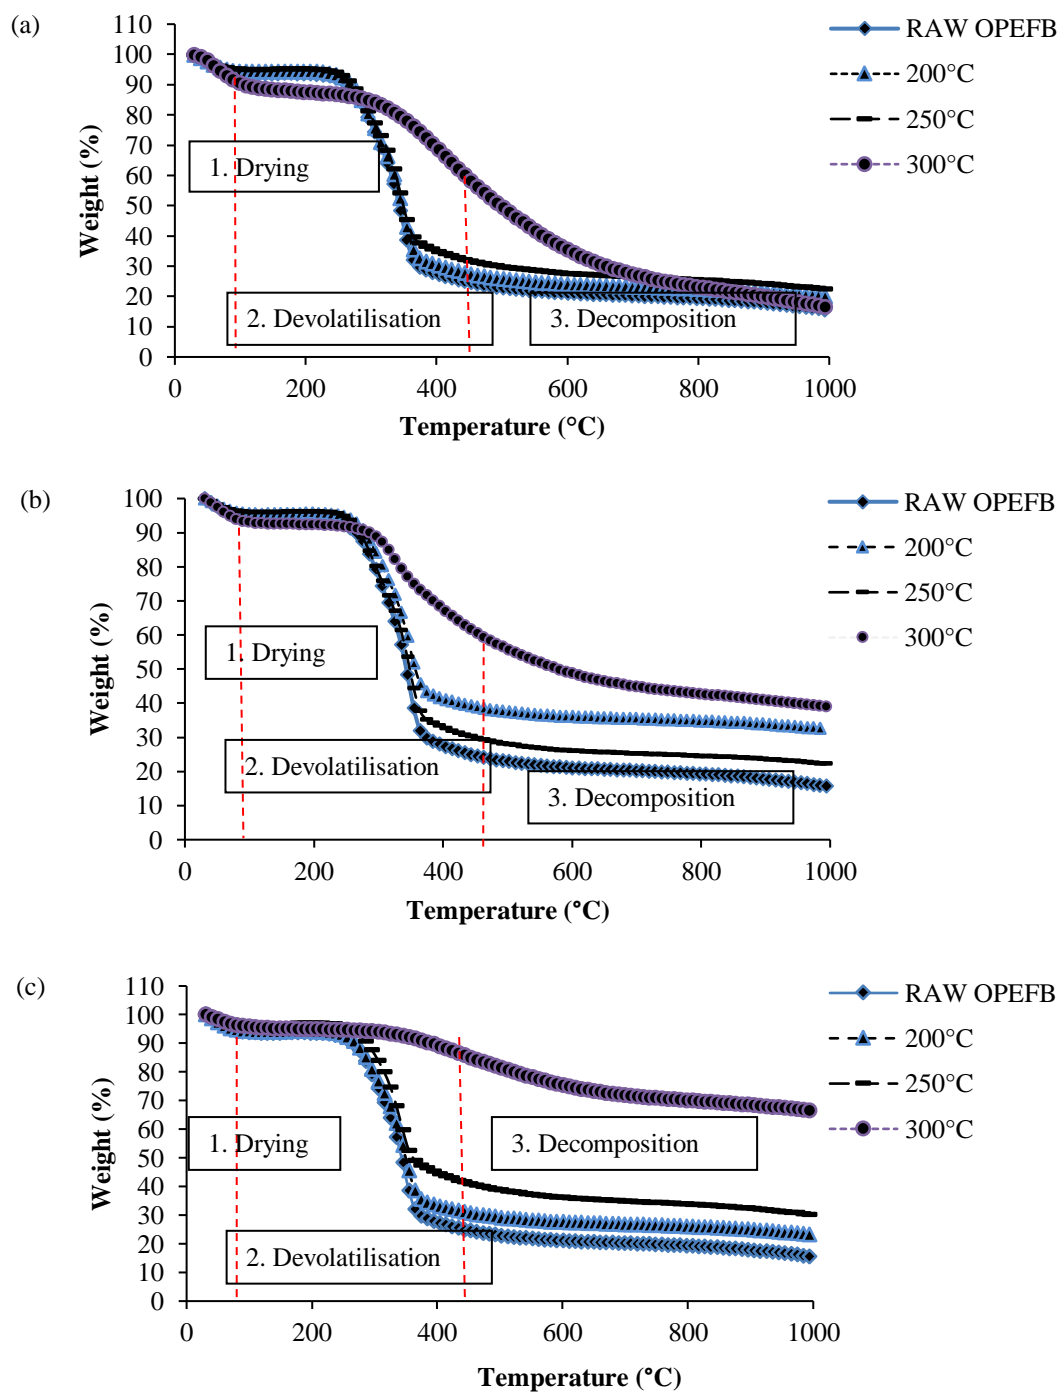 (a)
110
100
90
80
70
60
50
40
30
20
10
0
Weight (%)
1. Drying
2. Devolatilisation
3. Decomposition
0 200 400 600 800 1000
Temperature (°C)
RAW OPEFB
200°C
250°C
300°C
(b)
100
90
80
70
60
50
40
30
20
10
0
Weight (%)
1. Drying
2. Devolatilisation
3. Decomposition
0 200 400 600 800 1000
Temperature (°C)
RAW OPEFB
200°C
250°C
300°C
(c)
110
100
90
80
70
60
50
40
30
20
10
0
Weight (%)
1. Drying
3. Decomposition
2. Devolatilisation
0 200 400 600 800 1000
Temperature (°C)
RAW OPEFB
200°C
250°C
300°C